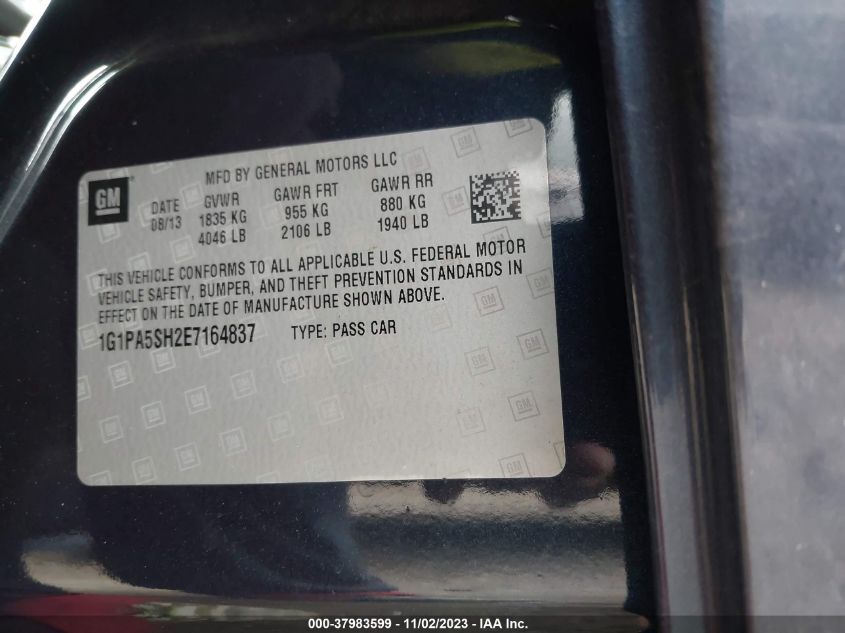 GM
MFD BY GENERAL MOTORS LLC
DATE GVWR GAWR FRT GAWR RR
08/13 1835 KG 955 KG 880 KG
4046 LB 2106 LB 1940 LB
THIS VEHICLE CONFORMS TO ALL APPLICABLE U.S. FEDERAL MOTOR
VEHICLE SAFETY, BUMPER, AND THEFT PREVENTION STANDARDS IN
EFFECT ON THE DATE OF MANUFACTURE SHOWN ABOVE.
1G1PA5SH2E7164837 TYPE: PASS CAR
000-37983599 - 11/02/2023 - IAA Inc.